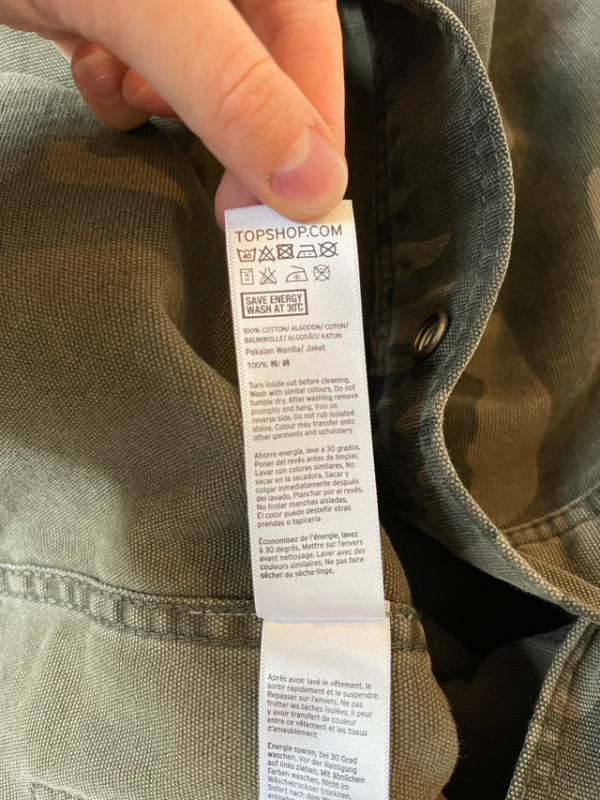 TOPSHOP.COM
40
SAVE ENERGY
WASH AT 30°C
100% COTTON/ ALGODÓN/ COTON/
BAUMWOLLE/ ALGODÃO/ KATUN
Pakaian Wanita/ Jaket
100% 棉/ 綿
Turn inside out before cleaning,
Wash with similar colours, Do not
tumble dry, After washing remove
promptly and hang, Iron on
reverse side, Do not rub isolated
stains, Colour may transfer onto
other garments and upholstery
Ahorre energía, lave a 30 grados,
Poner del revés antes de limpiar,
Lavar con colores similares, No
secar en la secadora, Sacar y
colgar inmediatamente después
del lavado, Planchar por el revés,
No frotar manchas aisladas,
El color puede desteñir otras
prendas o tapicería
Économisez de l'énergie, lavez
à 30 degrés, Mettre sur l'envers
avant nettoyage, Laver avec des
couleurs similaires, Ne pas faire
sécher au sèche-linge,
Après avoir lavé le vêtement, le
sortir rapidement et le suspendre,
Repasser sur l'envers, Ne pas
frotter les taches isolées, Il peut
y avoir transfert de couleur
entre ce vêtement et les tissus
d'ameublement
Energie sparen, bei 30 Grad
waschen, Vor der Reinigung
auf links ziehen, Mit ähnlichen
Farben waschen, Nicht im
Wäschetrockner trocknen,
Sofort nach dem